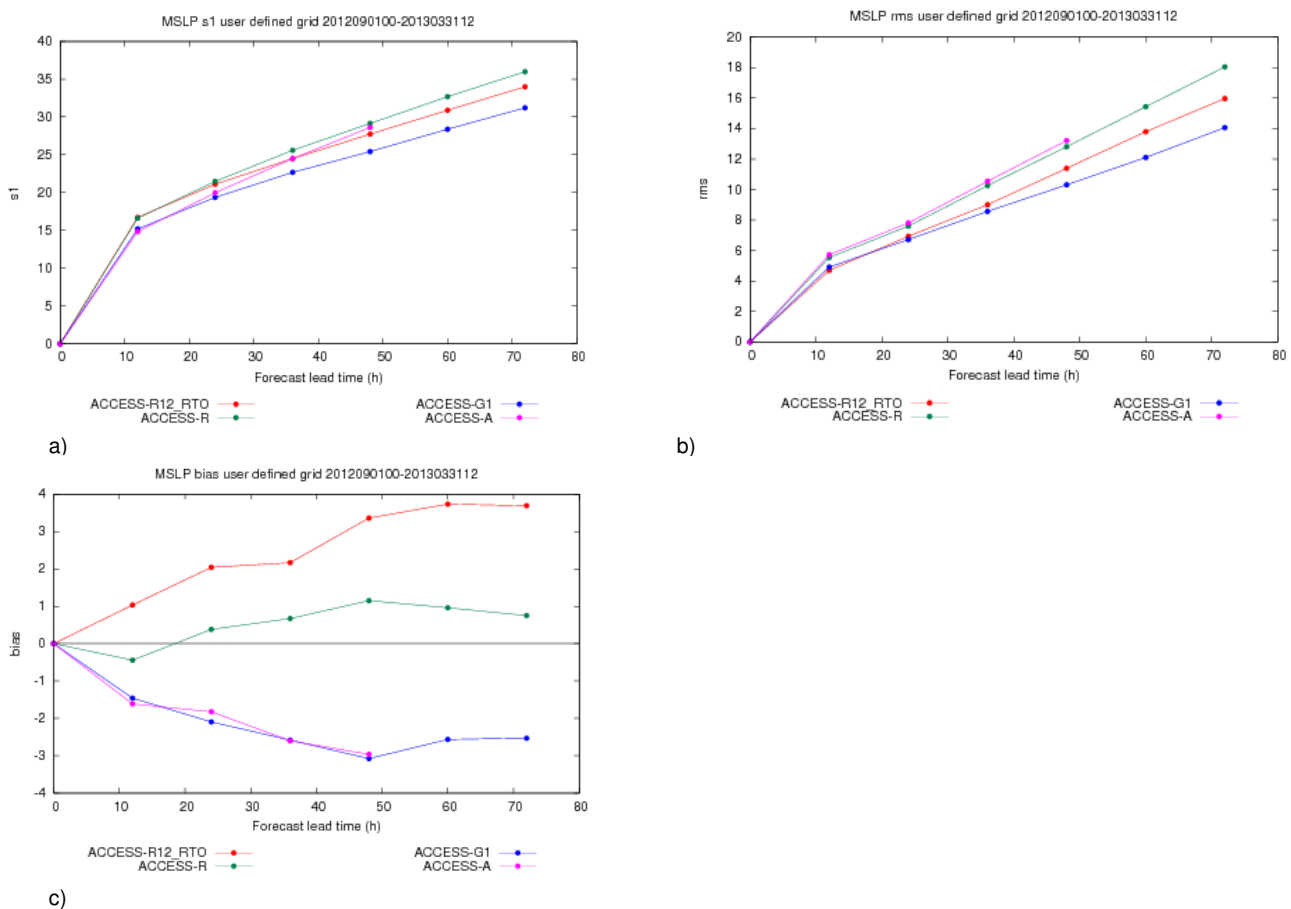 MSLP s1 user defined grid 2012090100-2013033112
40
35
30
25
20
15
10
5
0
s1
0 10 20 30 40 50 60 70 80
Forecast lead time (h)
ACCESS-R12_RTO ACCESS-G1
ACCESS-R ACCESS-A
a)
MSLP rms user defined grid 2012090100-2013033112
20
18
16
14
12
10
8
6
4
2
0
rms
0 10 20 30 40 50 60 70 80
Forecast lead time (h)
ACCESS-R12_RTO ACCESS-G1
ACCESS-R ACCESS-A
b)
MSLP bias user defined grid 2012090100-2013033112
4
3
2
1
0
-1
-2
-3
-4
bias
0 10 20 30 40 50 60 70 80
Forecast lead time (h)
ACCESS-R12_RTO ACCESS-G1
ACCESS-R ACCESS-A
c)